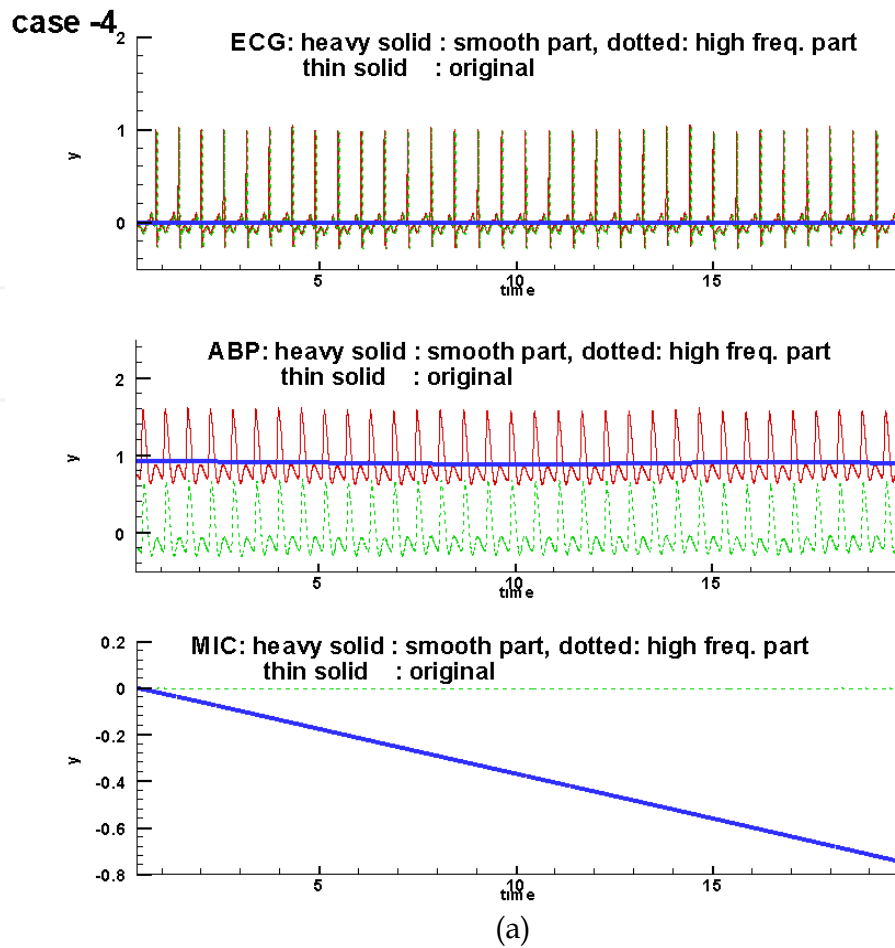 case -4
ECG: heavy solid : smooth part, dotted: high freq. part
thin solid : original
2
1
0
y
5
10
15
time
ABP: heavy solid : smooth part, dotted: high freq. part
thin solid : original
2
1
0
y
5
10
15
time
MIC: heavy solid : smooth part, dotted: high freq. part
thin solid : original
0.2
0
-0.2
-0.4
-0.6
-0.8
y
5
10
15
time
(a)